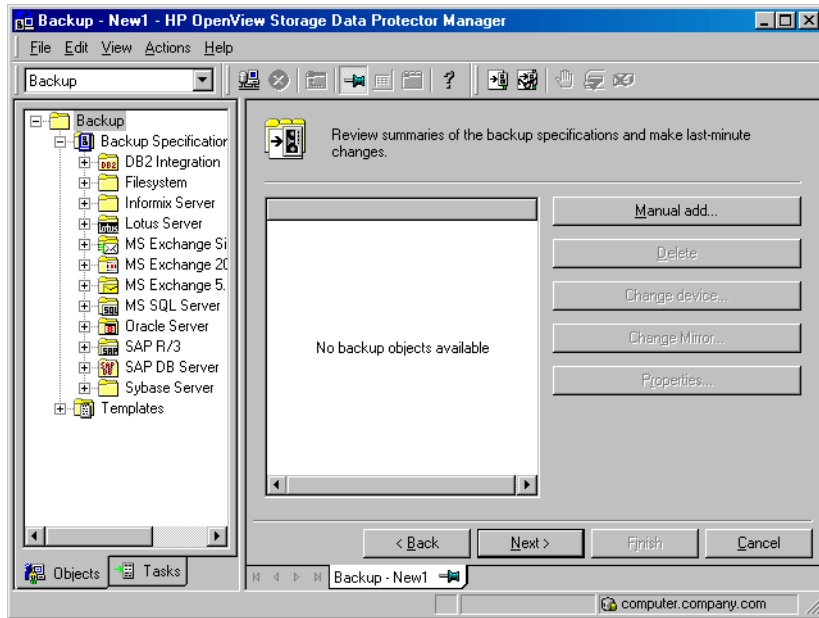 Backup - New1 - HP OpenView Storage Data Protector Manager
File Edit View Actions Help
Backup
Backup
Backup Specification
DB2 Integration
Filesystem
Informix Server
Lotus Server
MS Exchange Si
MS Exchange 20
MS Exchange 5.
MS SQL Server
Oracle Server
SAP R/3
SAP DB Server
Sybase Server
Templates
Objects
Tasks
Review summaries of the backup specifications and make last-minute
changes.
No backup objects available
Manual add...
Delete
Change device...
Change Mirror...
Properties...
< Back
Next >
Finish
Cancel
Backup - New1
computer.company.com